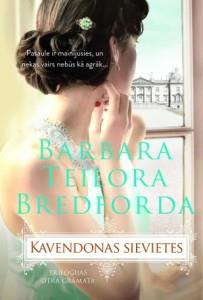 Pasaule ir mainījusies, un
nekas vairs nebūs kā agrāk...
BARBARA
TEILORA
BREDFORDA
KAVENDONAS SIEVIETES
TRILOĢIJAS
OTRĀ GRĀMATA